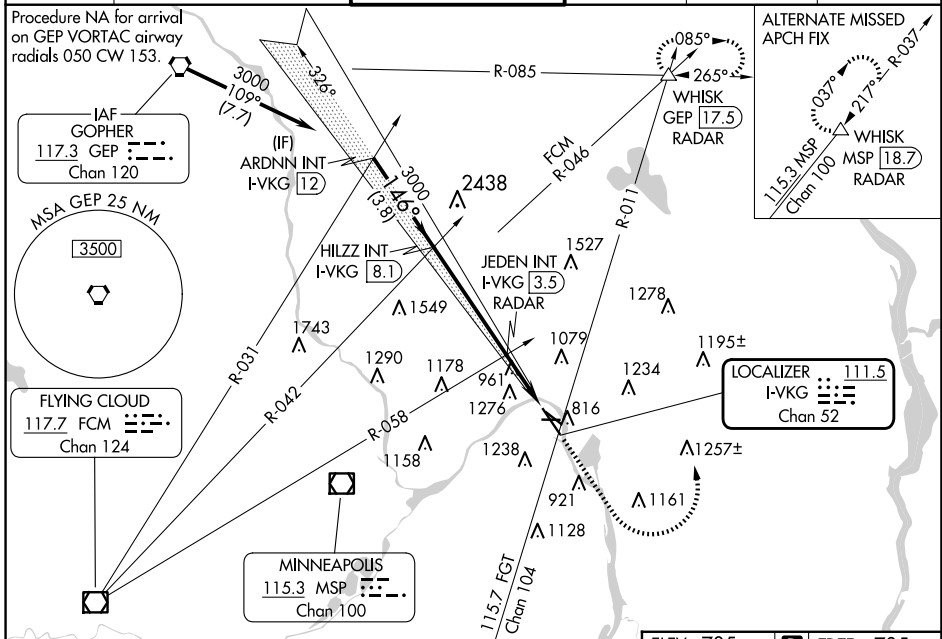 Procedure NA for arrival
on GEP VORTAC airway
radials 050 CW 153.
IAF
GOPHER
117.3 GEP
Chan 120
3000
109°
(7.7)
326°
(IF)
ARDNN INT
I-VKG 12
3000
146°
(3.8)
R-085
085°
265°
WHISK
GEP 17.5
RADAR
FCM
R-046
R-011
ALTERNATE MISSED
APCH FIX
R-037
037°
217°
WHISK
MSP 18.7
RADAR
115.3 MSP
Chan 100
MSA GEP 25 NM
3500
2438
HILZZ INT
I-VKG 8.1
JEDEN INT
I-VKG 3.5
RADAR
1527
1549
1278
1743
1079
1195±
1290
1178
961
1234
1276
816
LOCALIZER 111.5
I-VKG
Chan 52
R-031
R-042
R-058
FLYING CLOUD
117.7 FCM
Chan 124
1158
1238
1257±
921
1161
1128
MINNEAPOLIS
115.3 MSP
Chan 100
115.7 FGT
Chan 104